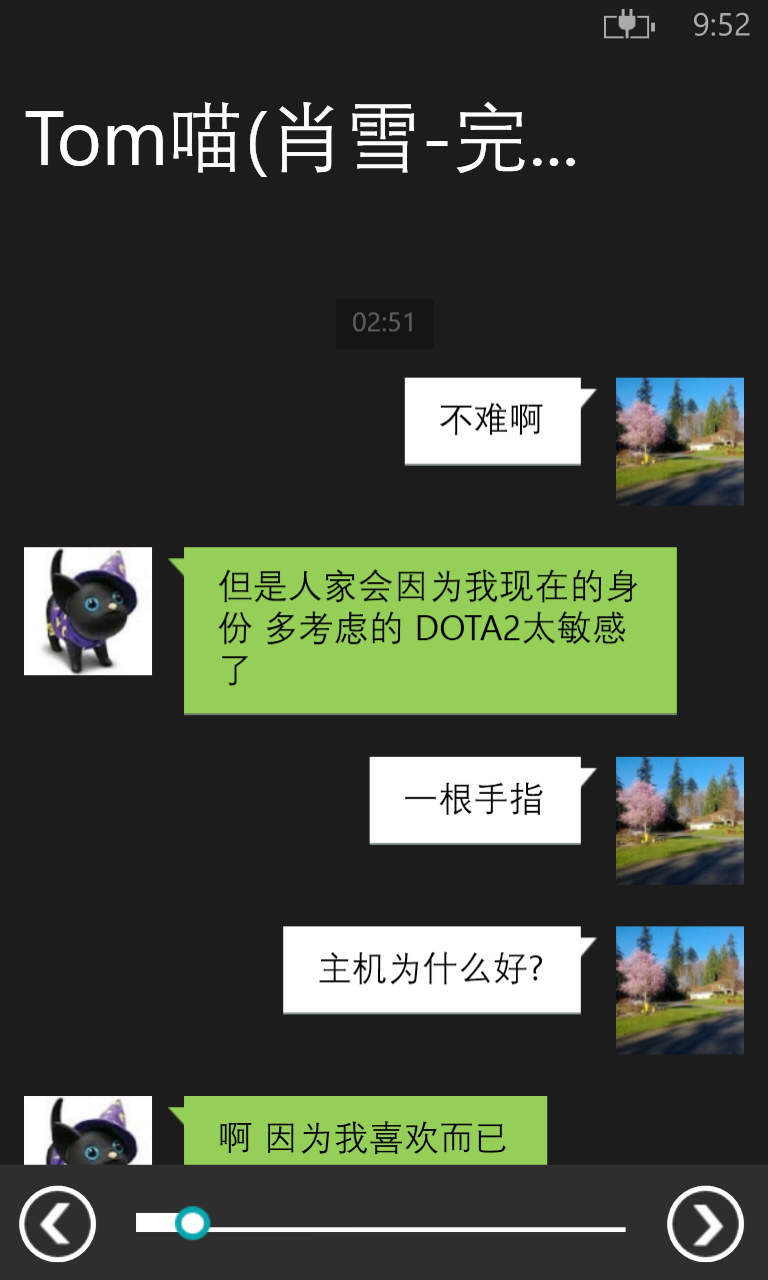 9:52
Tom喵(肖雪-完...
02:51
不难啊
但是人家会因为我现在的身
份 多考虑的 DOTA2太敏感
了
一根手指
主机为什么好?
啊 因为我喜欢而已